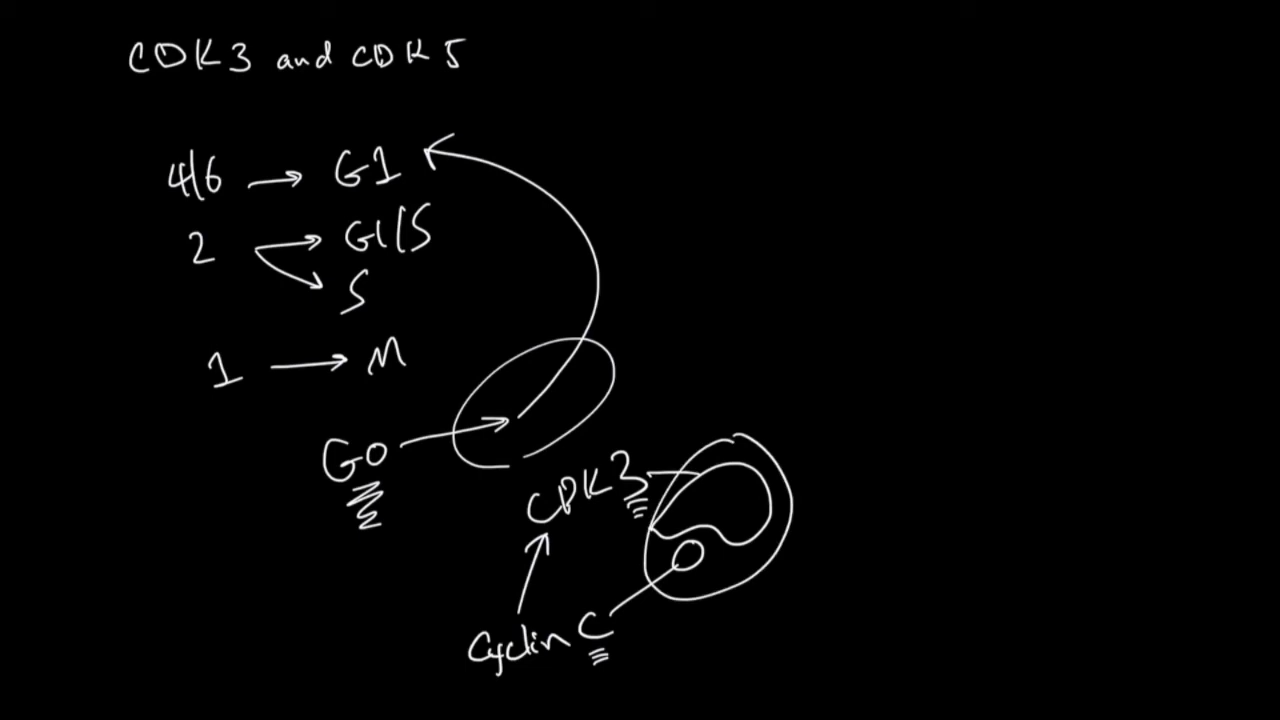 CDK3 and CDK5
4/6 → G1
2 → G1/S
S
1 → M
G0
CDK3
Cyclin C